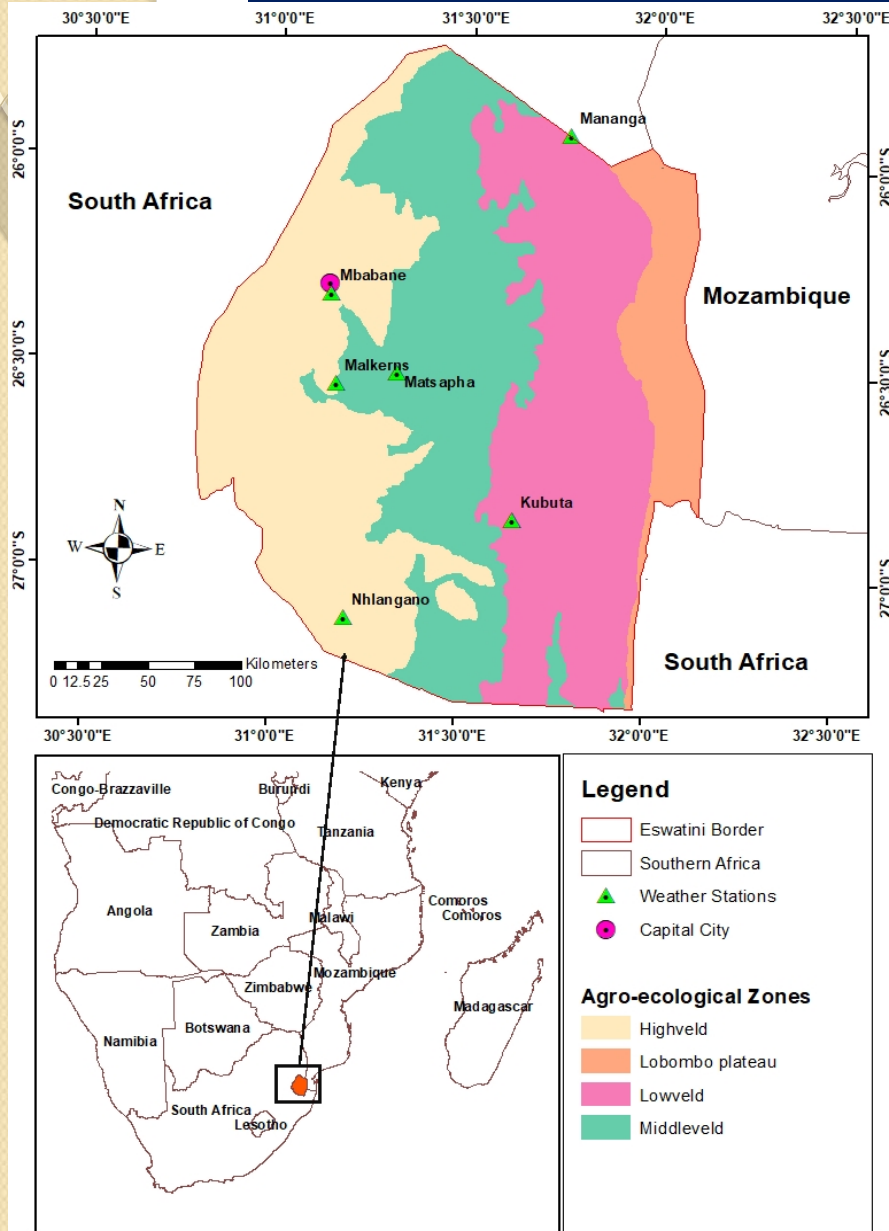 30°30'0"E 31°0'0"E 31°30'0"E 32°0'0"E 32°30'0"E
Mananga
26°0'0"S
26°0'0"S
South Africa
Mbabane
Mozambique
26°30'0"S
Malkerns
Matsapha
26°30'0"S
Kubuta
N
W E
S
27°0'0"S
27°0'0"S
Nhlangano
South Africa
Kilometers
0 12.5 25 50 75 100
30°30'0"E 31°0'0"E 31°30'0"E 32°0'0"E 32°30'0"E
Congo-Brazzaville
Burundi
Kenya
Democratic Republic of Congo
Tanzania
Angola
Zambia
Malawi
Comoros
Comoros
Mozambique
Zimbabwe
Madagascar
Botswana
Namibia
South Africa
Lesotho
Legend
Eswatini Border
Southern Africa
Weather Stations
Capital City
Agro-ecological Zones
Highveld
Lobombo plateau
Lowveld
Middleveld